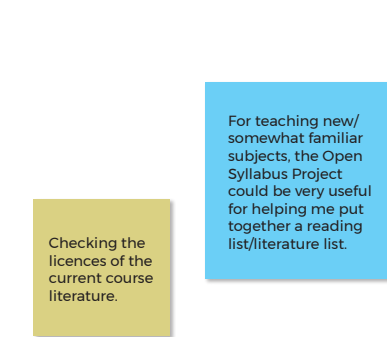 For teaching new/
somewhat familiar
subjects, the Open
Syllabus Project
could be very useful
for helping me put
together a reading
list/literature list.
Checking the
licences of the
current course
literature.